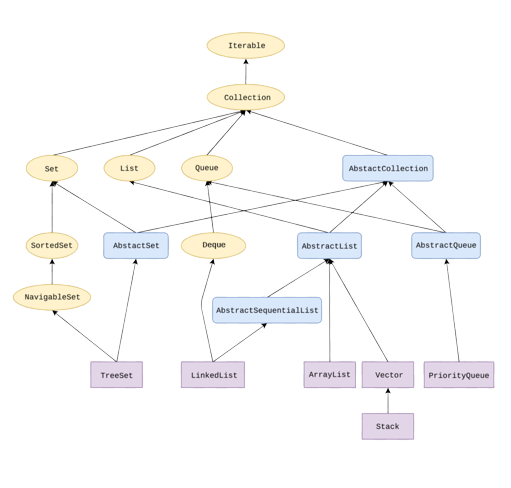 Iterable
Collection
Set
List
Queue
AbstactCollection
SortedSet
AbstactSet
Deque
AbstractList
AbstractQueue
NavigableSet
AbstractSequentialList
TreeSet
LinkedList
ArrayList
Vector
PriorityQueue
Stack